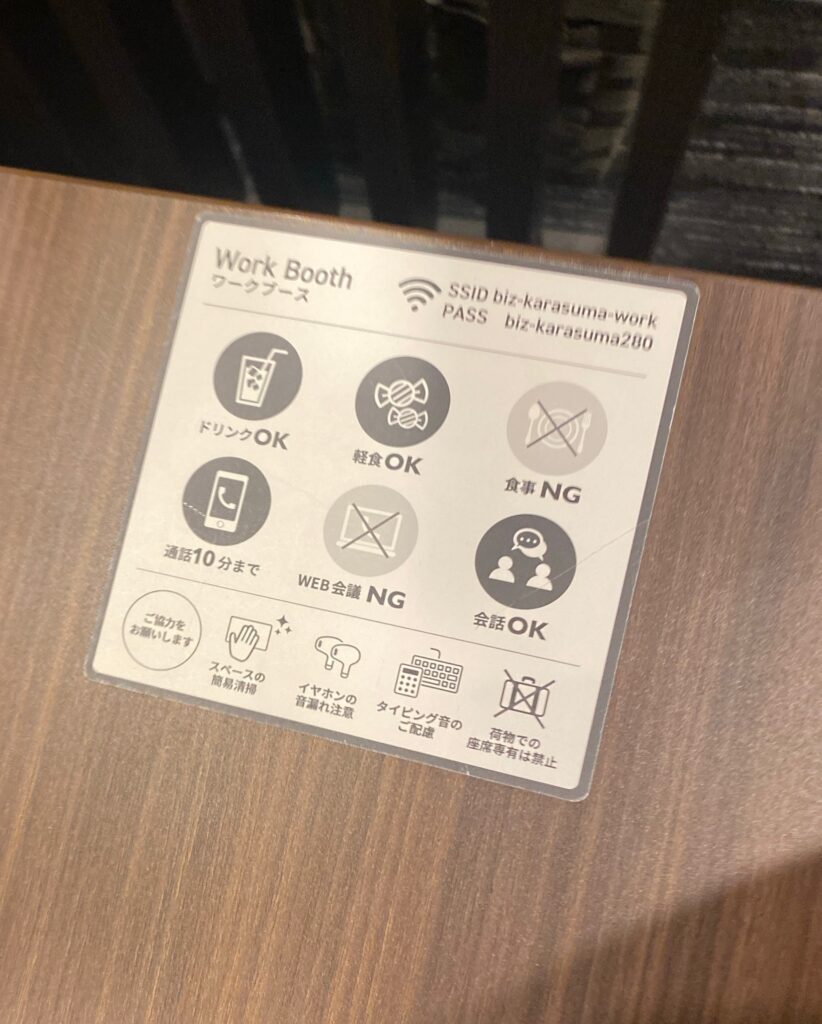 Work Booth
ワークブース
SSID biz-karasuma-work
PASS biz-karasuma280
ドリンクOK
軽食OK
食事 NG
通話10分まで
WEB会議 NG
会話OK
ご協力を
お願いします
スペースの
簡易清掃
イヤホンの
音漏れ注意
タイピング音の
ご配慮
荷物での
座席専有は禁止